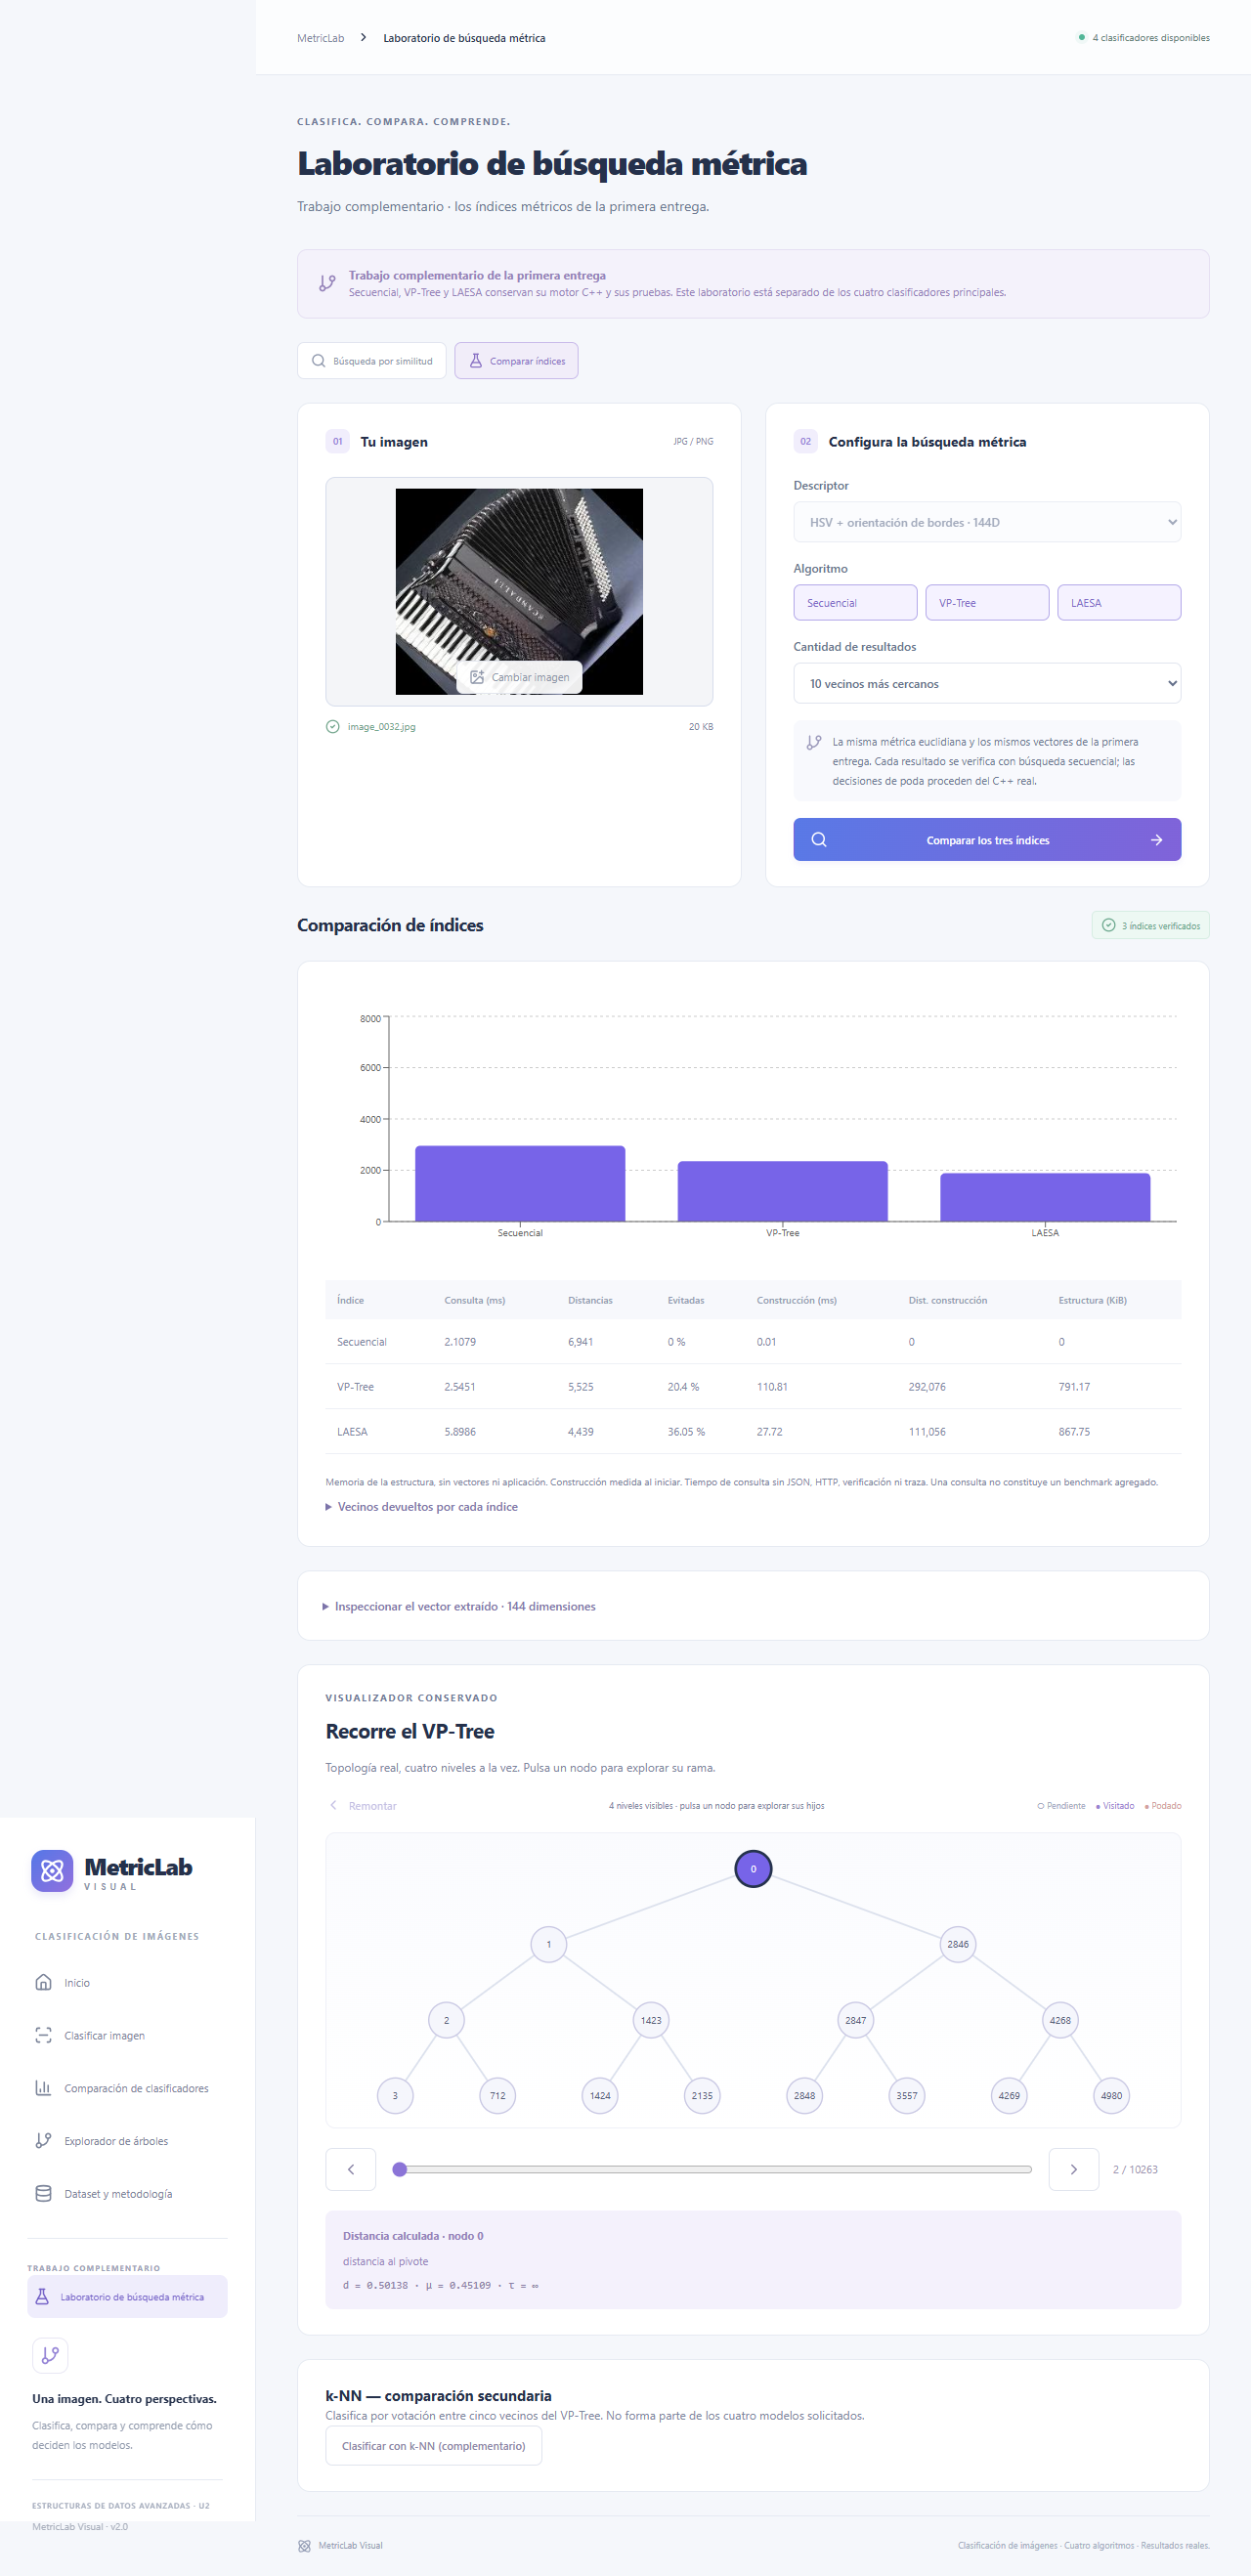 MetricLab > Laboratorio de búsqueda métrica
4 clasificadores disponibles
CLASIFICA. COMPARA. COMPRENDE.
Laboratorio de búsqueda métrica
Trabajo complementario · los índices métricos de la primera entrega.
Trabajo complementario de la primera entrega
Secuencial, VP-Tree y LAESA conservan su motor C++ y sus pruebas. Este laboratorio está separado de los cuatro clasificadores principales.
Búsqueda por similitud
Comparar índices
01 Tu imagen
JPG / PNG
SCANDALLI
Cambiar imagen
image_0032.jpg
20 KB
02 Configura la búsqueda métrica
Descriptor
HSV + orientación de bordes · 144D
Algoritmo
Secuencial
VP-Tree
LAESA
Cantidad de resultados
10 vecinos más cercanos
La misma métrica euclidiana y los mismos vectores de la primera
entrega. Cada resultado se verifica con búsqueda secuencial; las
decisiones de poda proceden del C++ real.
Comparar los tres índices
Comparación de índices
3 índices verificados
8000
6000
4000
2000
0
Secuencial VP-Tree LAESA
Índice Consulta (ms) Distancias Evitadas Construcción (ms) Dist. construcción Estructura (KiB)
Secuencial 2.1079 6,941 0 % 0.01 0 0
VP-Tree 2.5451 5,525 20.4 % 110.81 292,076 791.17
LAESA 5.8986 4,439 36.05 % 27.72 111,056 867.75
Memoria de la estructura, sin vectores ni aplicación. Construcción medida al iniciar. Tiempo de consulta sin JSON, HTTP, verificación ni traza. Una consulta no constituye un benchmark agregado.
Vecinos devueltos por cada índice
Inspeccionar el vector extraído · 144 dimensiones
VISUALIZADOR CONSERVADO
Recorre el VP-Tree
Topología real, cuatro niveles a la vez. Pulsa un nodo para explorar su rama.
Remontar
4 niveles visibles · pulsa un nodo para explorar sus hijos
Pendiente Visitado Podado
0
1 2846
2 1423 2847 4268
3 712 1424 2135 2848 3557 4269 4980
2 / 10263
Distancia calculada · nodo 0
distancia al pivote
d = 0.50138 · μ = 0.45109 · τ = ∞
k-NN — comparación secundaria
Clasifica por votación entre cinco vecinos del VP-Tree. No forma parte de los cuatro modelos solicitados.
Clasificar con k-NN (complementario)
MetricLab
VISUAL
CLASIFICACIÓN DE IMÁGENES
Inicio
Clasificar imagen
Comparación de clasificadores
Explorador de árboles
Dataset y metodología
TRABAJO COMPLEMENTARIO
Laboratorio de búsqueda métrica
Una imagen. Cuatro perspectivas.
Clasifica, compara y comprende cómo
deciden los modelos.
ESTRUCTURAS DE DATOS AVANZADAS · U2
MetricLab Visual · v2.0
MetricLab Visual
Clasificación de imágenes · Cuatro algoritmos · Resultados reales.